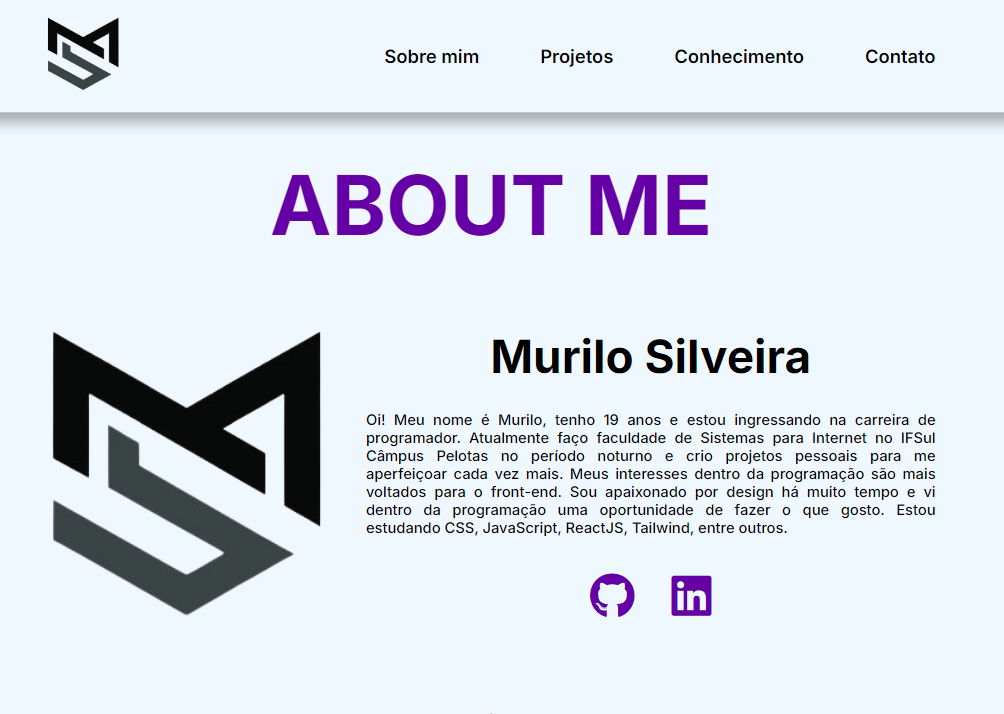 Sobre mim Projetos Conhecimento Contato
ABOUT ME
Murilo Silveira
Oi! Meu nome é Murilo, tenho 19 anos e estou ingressando na carreira de
programador. Atualmente faço faculdade de Sistemas para Internet no IFSul
Câmpus Pelotas no período noturno e crio projetos pessoais para me
aperfeiçoar cada vez mais. Meus interesses dentro da programação são mais
voltados para o front-end. Sou apaixonado por design há muito tempo e vi
dentro da programação uma oportunidade de fazer o que gosto. Estou
estudando CSS, JavaScript, ReactJS, Tailwind, entre outros.
in